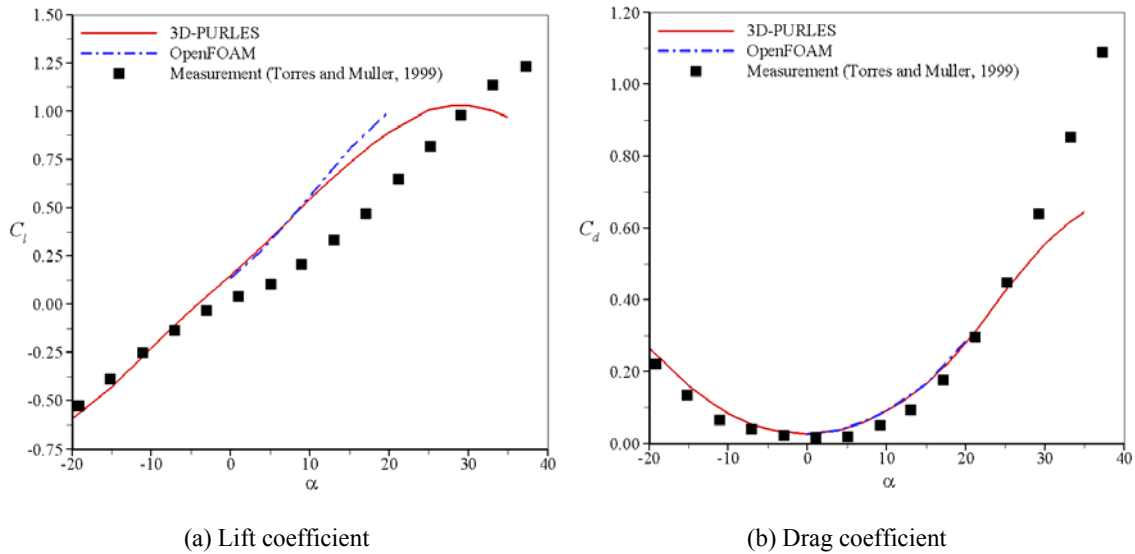 1.50
1.25
1.00
0.75
0.50
0.25
0.00
-0.25
-0.50
-0.75
C_l
3D-PURLES
OpenFOAM
Measurement (Torres and Muller, 1999)
-20 -10 0 10 20 30 40
α
(a) Lift coefficient
1.20
1.00
0.80
0.60
0.40
0.20
0.00
C_d
3D-PURLES
OpenFOAM
Measurement (Torres and Muller, 1999)
-20 -10 0 10 20 30 40
α
(b) Drag coefficient